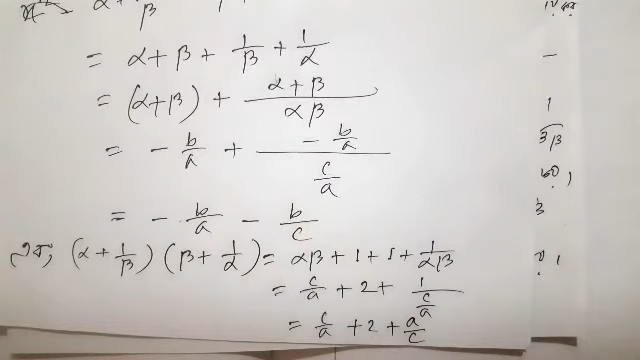 = α + β + 1/β + 1/α
= (α+β) + (α + β)/(αβ)
= - b/a + (- b/a)/(c/a)
= - b/a - b/c
(α + 1/β) (β + 1/α) = αβ + 1 + 1 + 1/(αβ)
= c/a + 2 + 1/(c/a)
= c/a + 2 + a/c